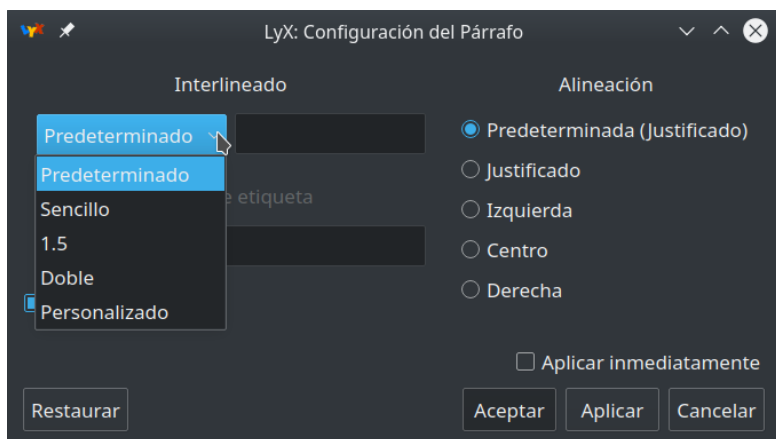 LyX: Configuración del Párrafo
Interlineado
Predeterminado
Predeterminado
Sencillo
1.5
Doble
Personalizado
etiqueta
Alineación
Predeterminada (Justificado)
Justificado
Izquierda
Centro
Derecha
Aplicar inmediatamente
Restaurar
Aceptar
Aplicar
Cancelar